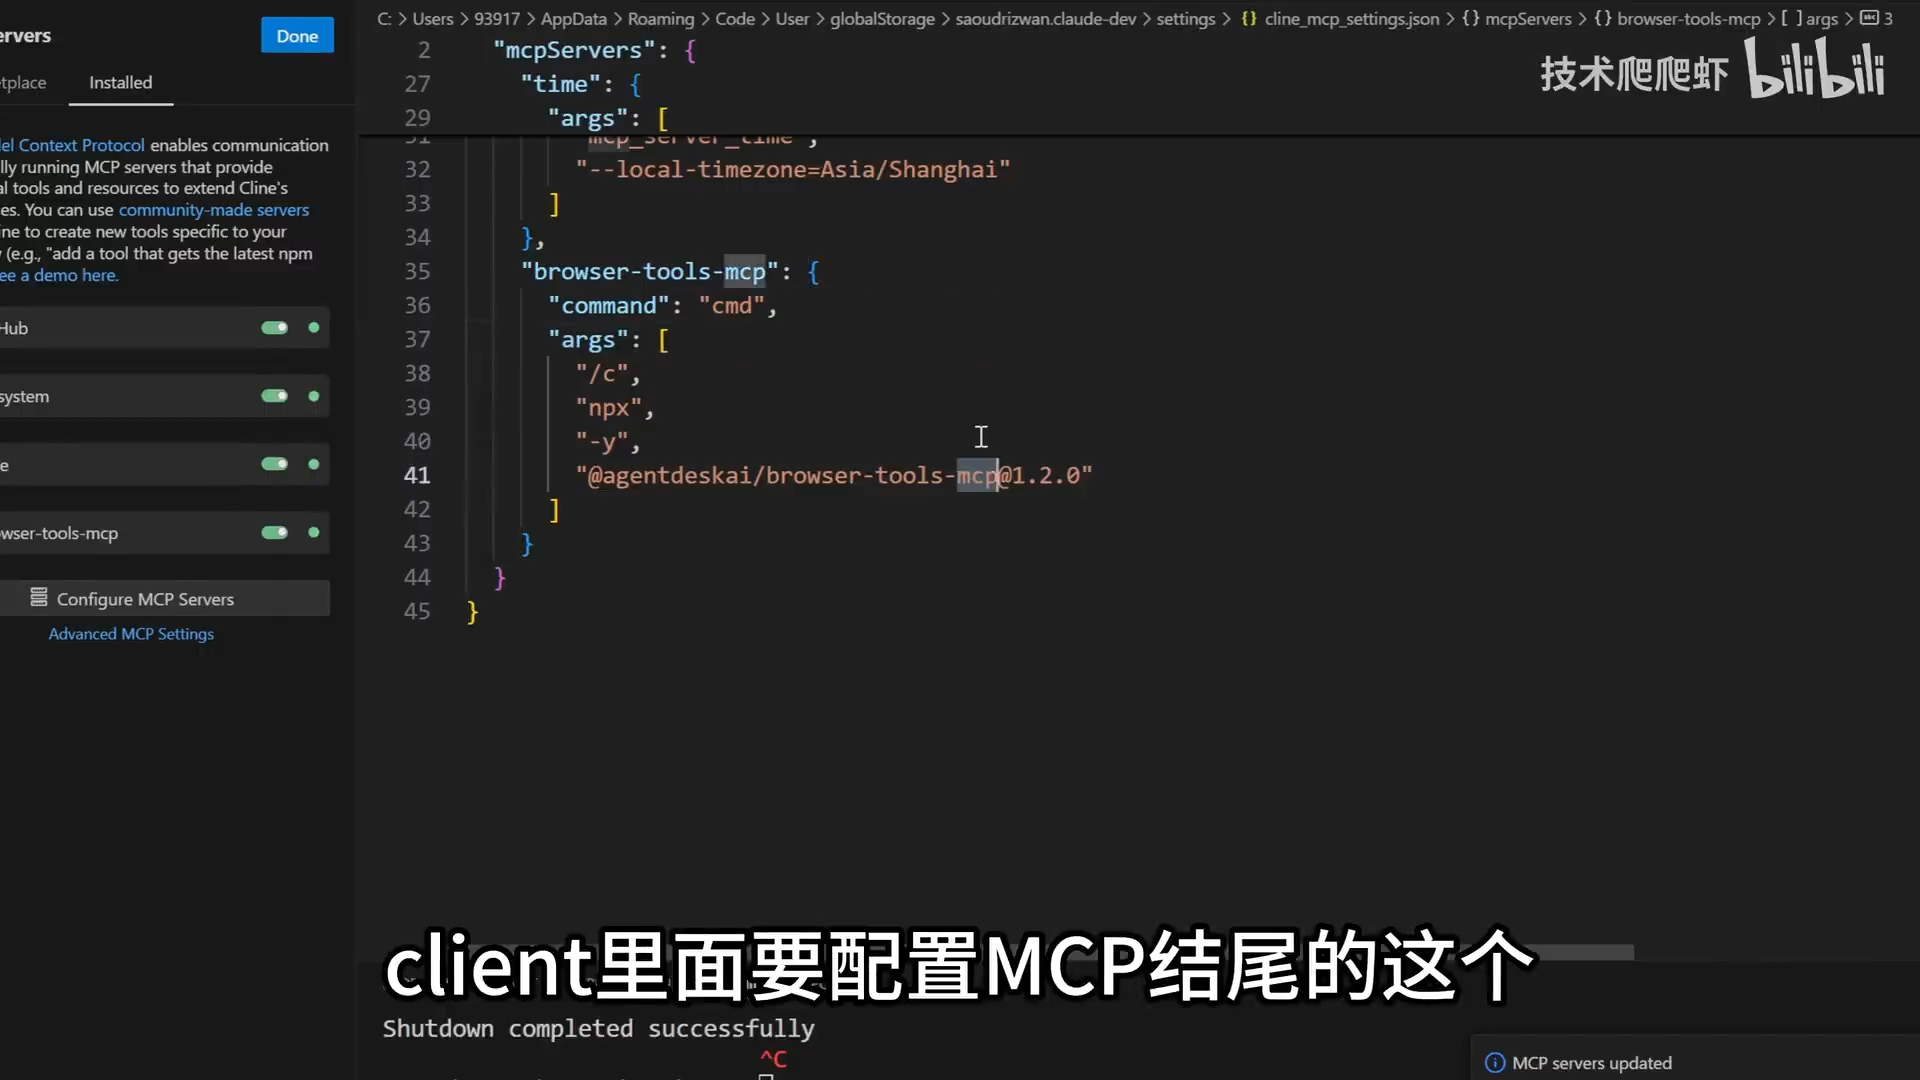 C: > Users > 93917 > AppData > Roaming > Code > User > globalStorage > saoudrizwan.claude-dev > settings > {} cline_mcp_settings.json > {} mcpServers > {} browser-tools-mcp > [ ] args > abc 3
ervers
Done
etplace
Installed
del Context Protocol enables communication
lly running MCP servers that provide
al tools and resources to extend Cline's
es. You can use community-made servers
ine to create new tools specific to your
(e.g., "add a tool that gets the latest npm
ee a demo here.
Hub
system
e
wser-tools-mcp
Configure MCP Servers
Advanced MCP Settings
技术爬爬虾 bilibili
2 "mcpServers": {
27 "time": {
29 "args": [
31 mcp_server_time",
32 "--local-timezone=Asia/Shanghai"
33 ]
34 },
35 "browser-tools-mcp": {
36 "command": "cmd",
37 "args": [
38 "/c",
39 "npx",
40 "-y",
41 "@agentdeskai/browser-tools-mcp@1.2.0"
42 ]
43 }
44 }
45 }
client里面要配置MCP结尾的这个
Shutdown completed successfully
^C
MCP servers updated